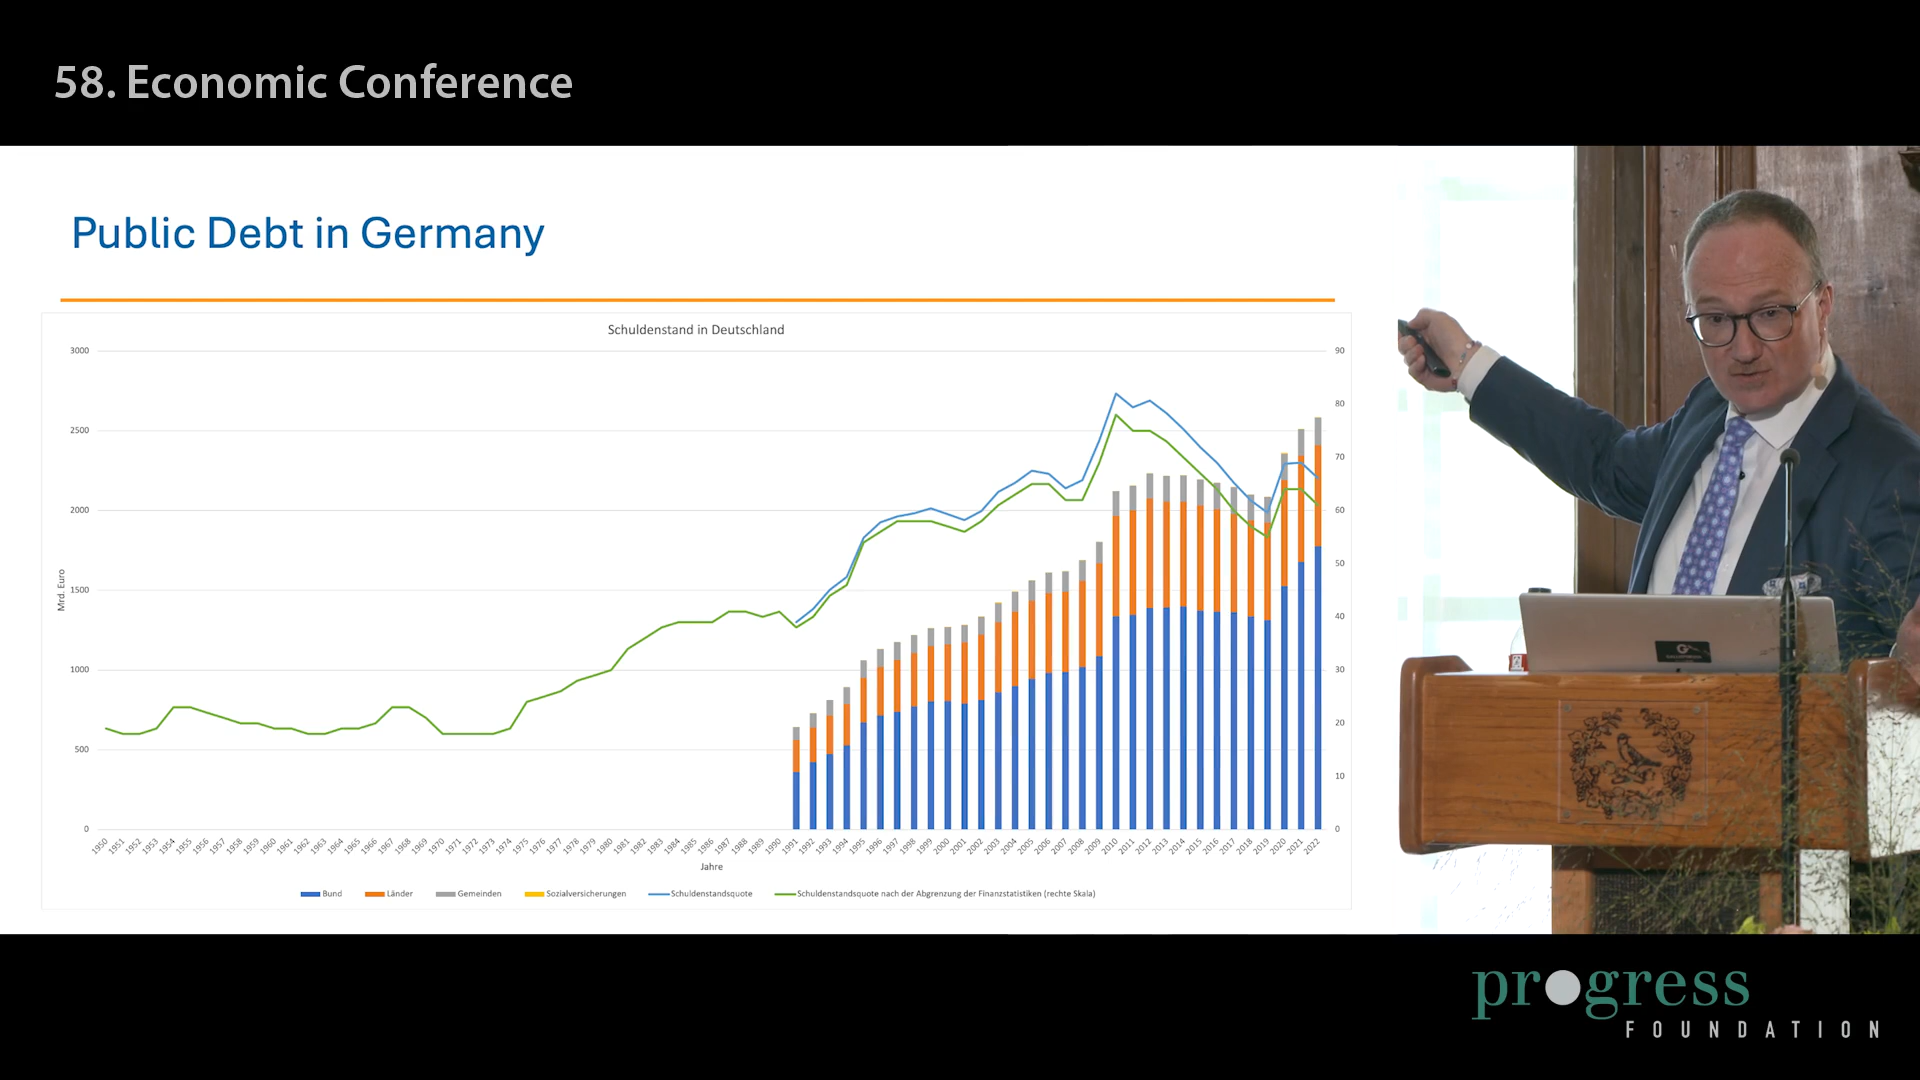 58. Economic Conference
Public Debt in Germany
Schuldenstand in Deutschland
3000
2500
2000
1500
1000
500
0
Mrd. Euro
90
80
70
60
50
40
30
20
10
0
1950 1951 1952 1953 1954 1955 1956 1957 1958 1959 1960 1961 1962 1963 1964 1965 1966 1967 1968 1969 1970 1971 1972 1973 1974 1975 1976 1977 1978 1979 1980 1981 1982 1983 1984 1985 1986 1987 1988 1989 1990 1991 1992 1993 1994 1995 1996 1997 1998 1999 2000 2001 2002 2003 2004 2005 2006 2007 2008 2009 2010 2011 2012 2013 2014 2015 2016 2017 2018 2019 2020 2021 2022
Jahre
Bund Länder Gemeinden Sozialversicherungen Schuldenstandsquote Schuldenstandsquote nach der Abgrenzung der Finanzstatistiken (rechte Skala)
progress
FOUNDATION